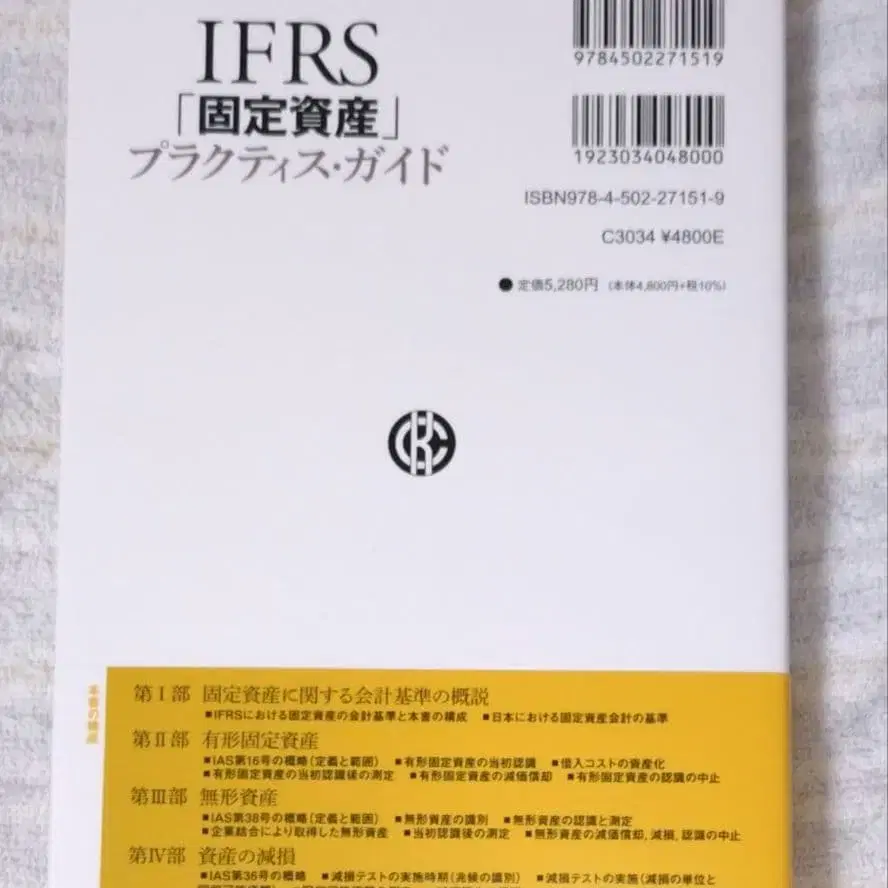 IFRS
「固定資産」
プラクティス・ガイド
9784502271519
1923034048000
ISBN978-4-502-27151-9
C3034 ¥4800E
●定価5,280円 (本体4,800円+税10%)
本書の構成
第Ⅰ部 固定資産に関する会計基準の概説
■IFRSにおける固定資産の会計基準と本書の構成 ■日本における固定資産会計の基準
第Ⅱ部 有形固定資産
■IAS第16号の概略(定義と範囲) ■有形固定資産の当初認識 ■借入コストの資産化
■有形固定資産の当初認識後の測定 ■有形固定資産の減価償却 ■有形固定資産の認識の中止
第Ⅲ部 無形資産
■IAS第38号の概略(定義と範囲) ■無形資産の識別 ■無形資産の認識と測定
■企業結合により取得した無形資産 ■当初認識後の測定 ■無形資産の減価償却,減損,認識の中止
第Ⅳ部 資産の減損
■IAS第36号の概略 ■減損テストの実施時期(兆候の識別) ■減損テストの実施(減損の単位と